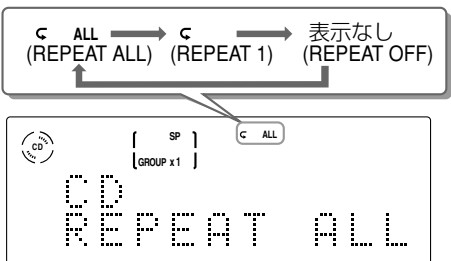 ALL 表示なし
(REPEAT ALL) (REPEAT 1) (REPEAT OFF)
CD SP ALL
GROUP x1
CD
REPEAT ALL